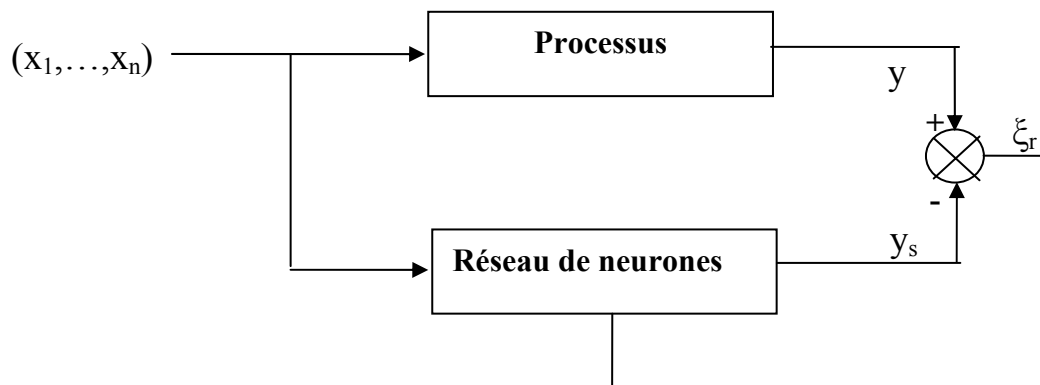 Processus
(x₁,…,xₙ)
y
+
ξᵣ
-
Réseau de neurones
yₛ